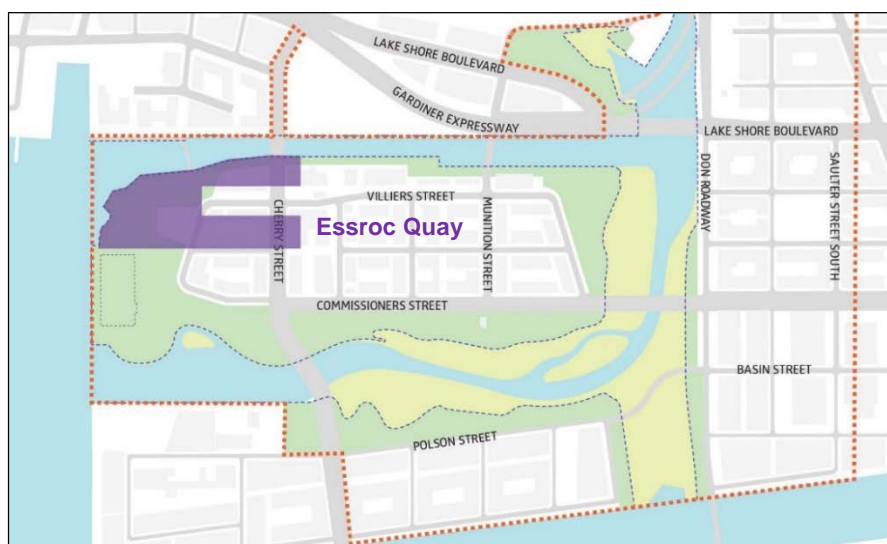 LAKE SHORE BOULEVARD
GARDINER EXPRESSWAY
LAKE SHORE BOULEVARD
VILLIERS STREET
CHERRY STREET
Essroc Quay
MUNITION STREET
DON ROADWAY
SAULTER STREET SOUTH
COMMISSIONERS STREET
BASIN STREET
POLSON STREET